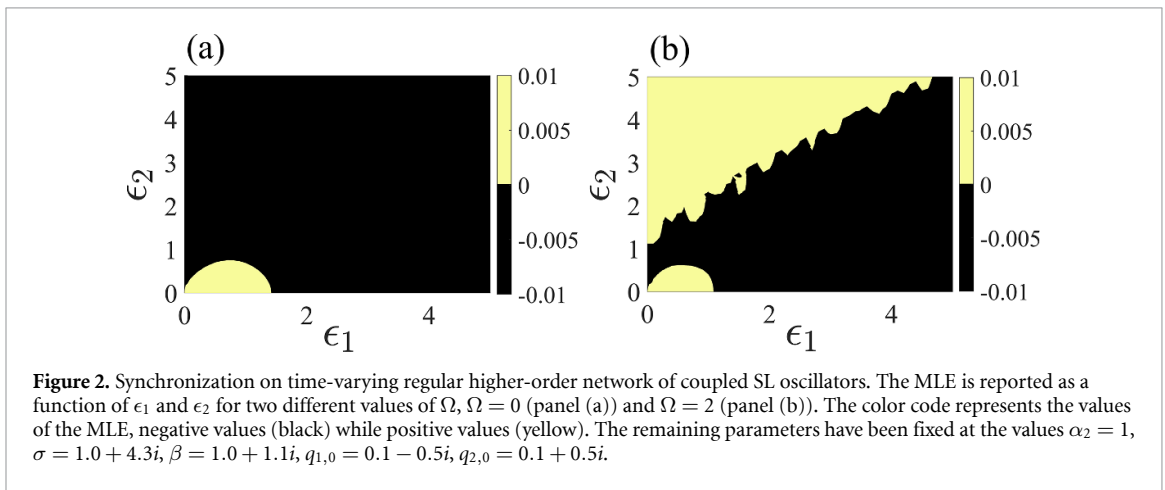 (a)
(b)
5
4
3
2
1
0
ϵ₂
0
2
4
ϵ₁
0.01
0.005
0
-0.005
-0.01
5
4
3
2
1
0
ϵ₂
0
2
4
ϵ₁
0.01
0.005
0
-0.005
-0.01
Figure 2. Synchronization on time-varying regular higher-order network of coupled SL oscillators. The MLE is reported as a
function of ϵ₁ and ϵ₂ for two different values of Ω, Ω = 0 (panel (a)) and Ω = 2 (panel (b)). The color code represents the values
of the MLE, negative values (black) while positive values (yellow). The remaining parameters have been fixed at the values α₂ = 1,
σ = 1.0 + 4.3i, β = 1.0 + 1.1i, q₁,₀ = 0.1 − 0.5i, q₂,₀ = 0.1 + 0.5i.